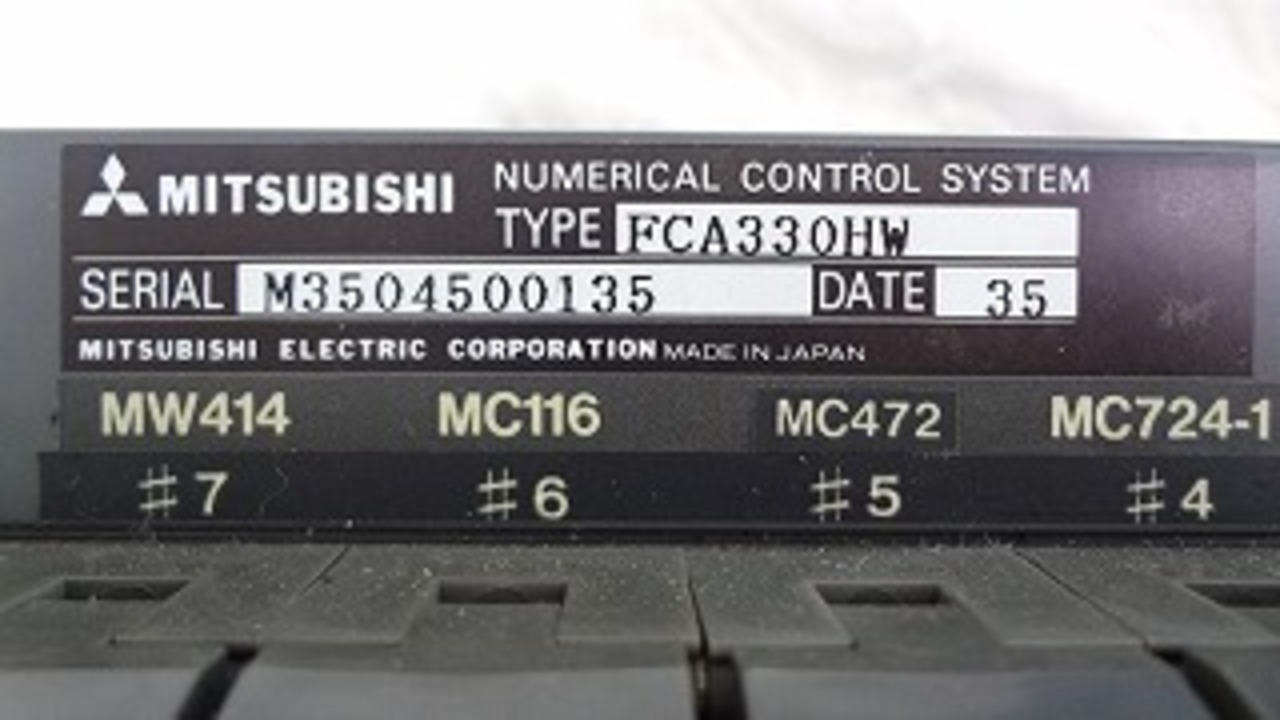 MITSUBISHI NUMERICAL CONTROL SYSTEM
TYPE FCA330HW
SERIAL M3504500135 DATE 35
MITSUBISHI ELECTRIC CORPORATION MADE IN JAPAN
MW414 MC116 MC472 MC724-1
#7 #6 #5 #4